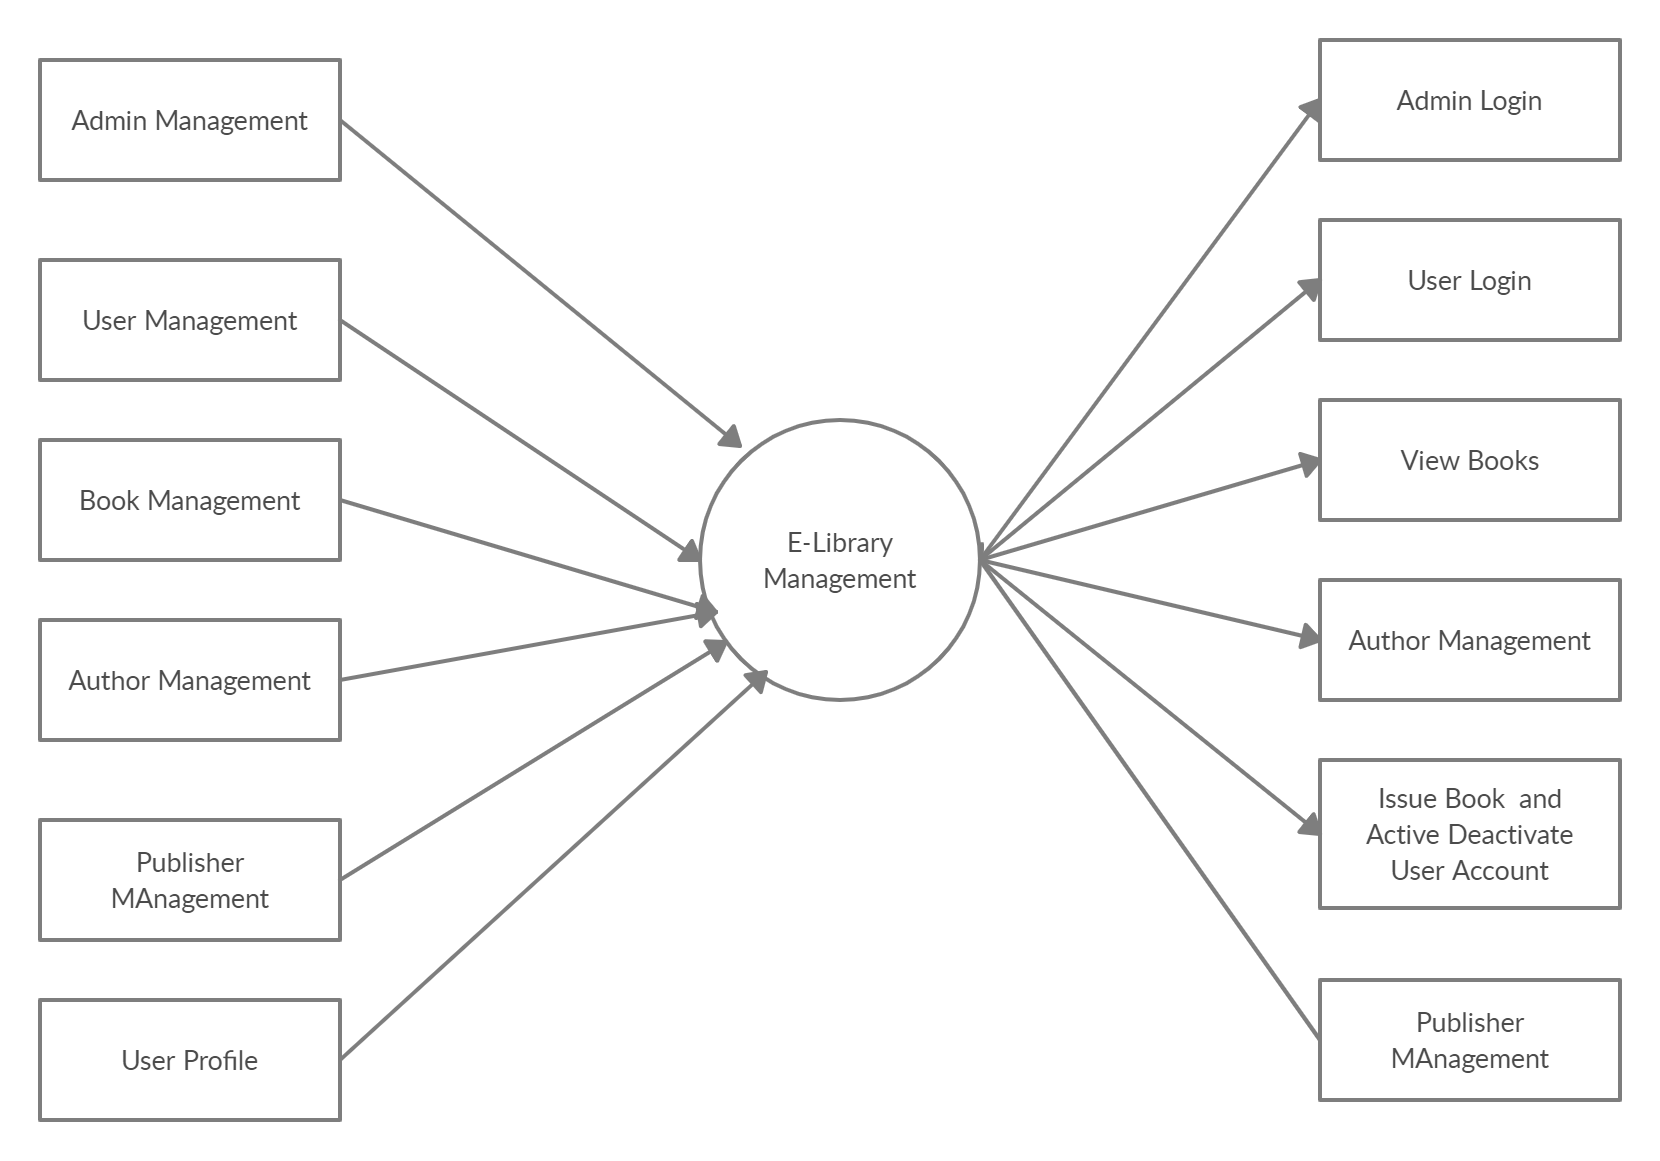 Admin Management
User Management
Book Management
Author Management
Publisher
MAnagement
User Profile
E-Library
Management
Admin Login
User Login
View Books
Author Management
Issue Book  and
Active Deactivate
User Account
Publisher
MAnagement